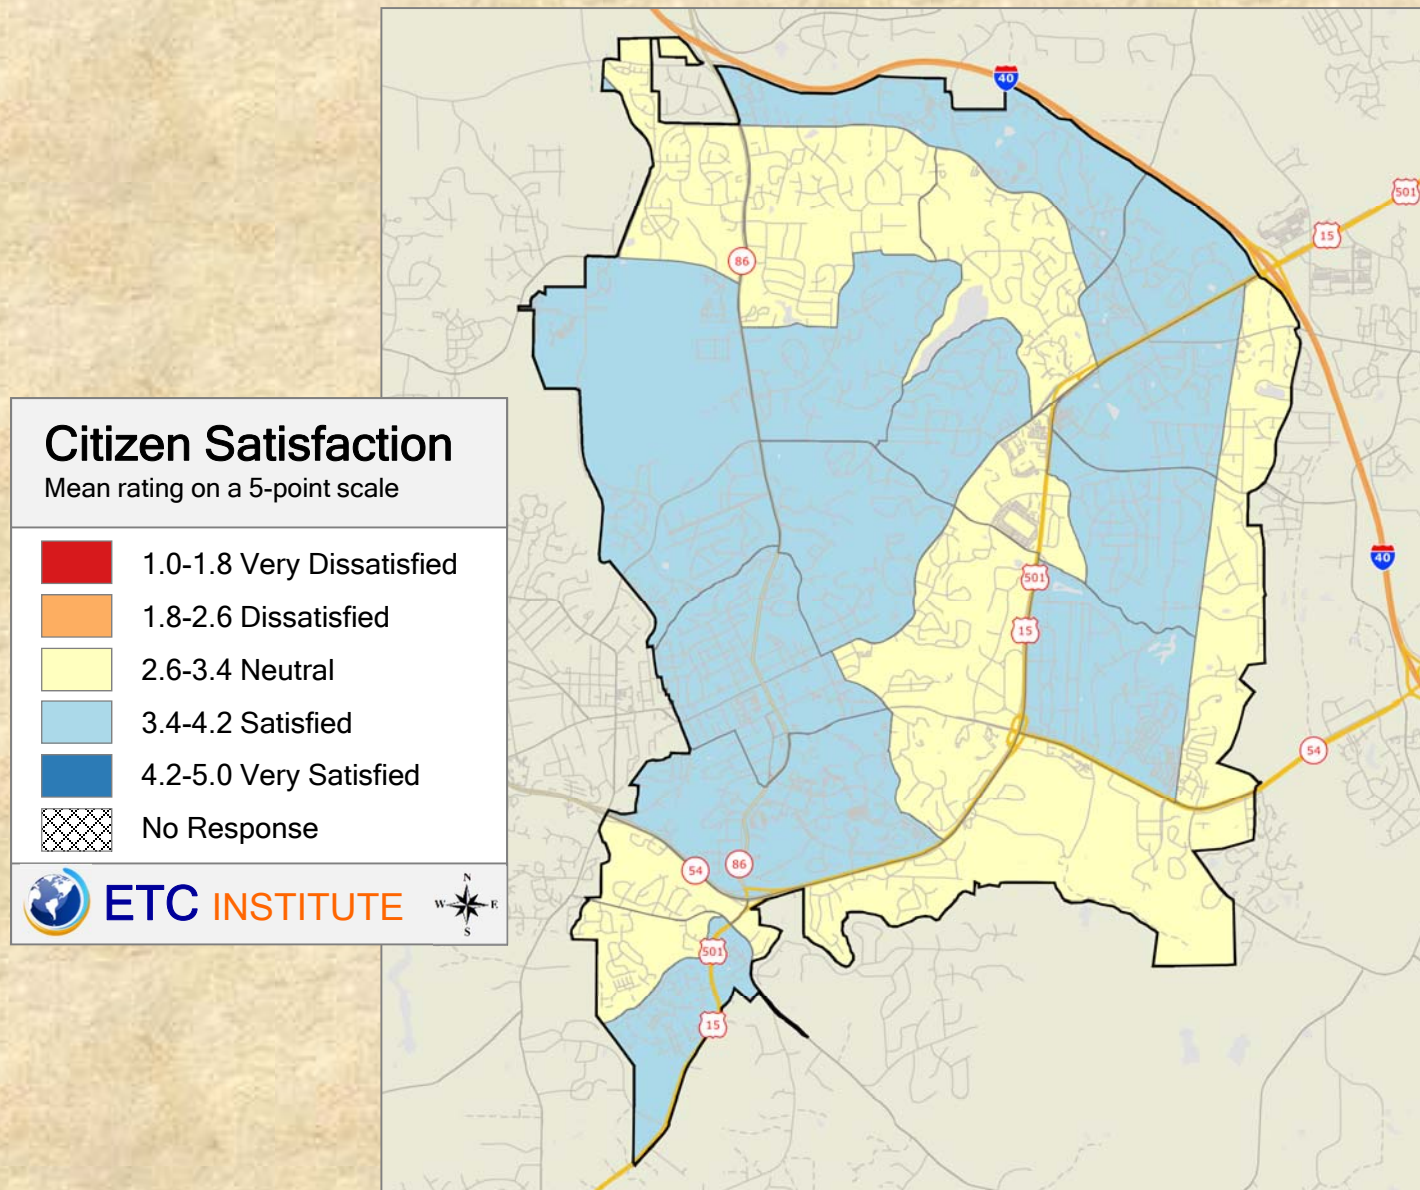 40
501
15
86
Citizen Satisfaction
Mean rating on a 5-point scale
1.0-1.8 Very Dissatisfied
1.8-2.6 Dissatisfied
2.6-3.4 Neutral
3.4-4.2 Satisfied
4.2-5.0 Very Satisfied
No Response
ETC INSTITUTE
N
W E
S
40
501
15
54
54
86
501
15